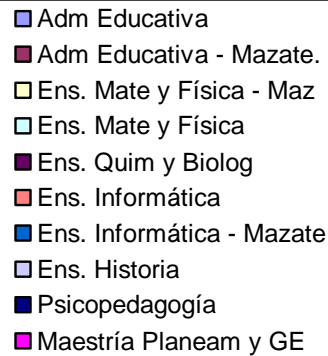 Adm Educativa
Adm Educativa - Mazate.
Ens. Mate y Física - Maz
Ens. Mate y Física
Ens. Quim y Biolog
Ens. Informática
Ens. Informática - Mazate
Ens. Historia
Psicopedagogía
Maestría Planeam y GE